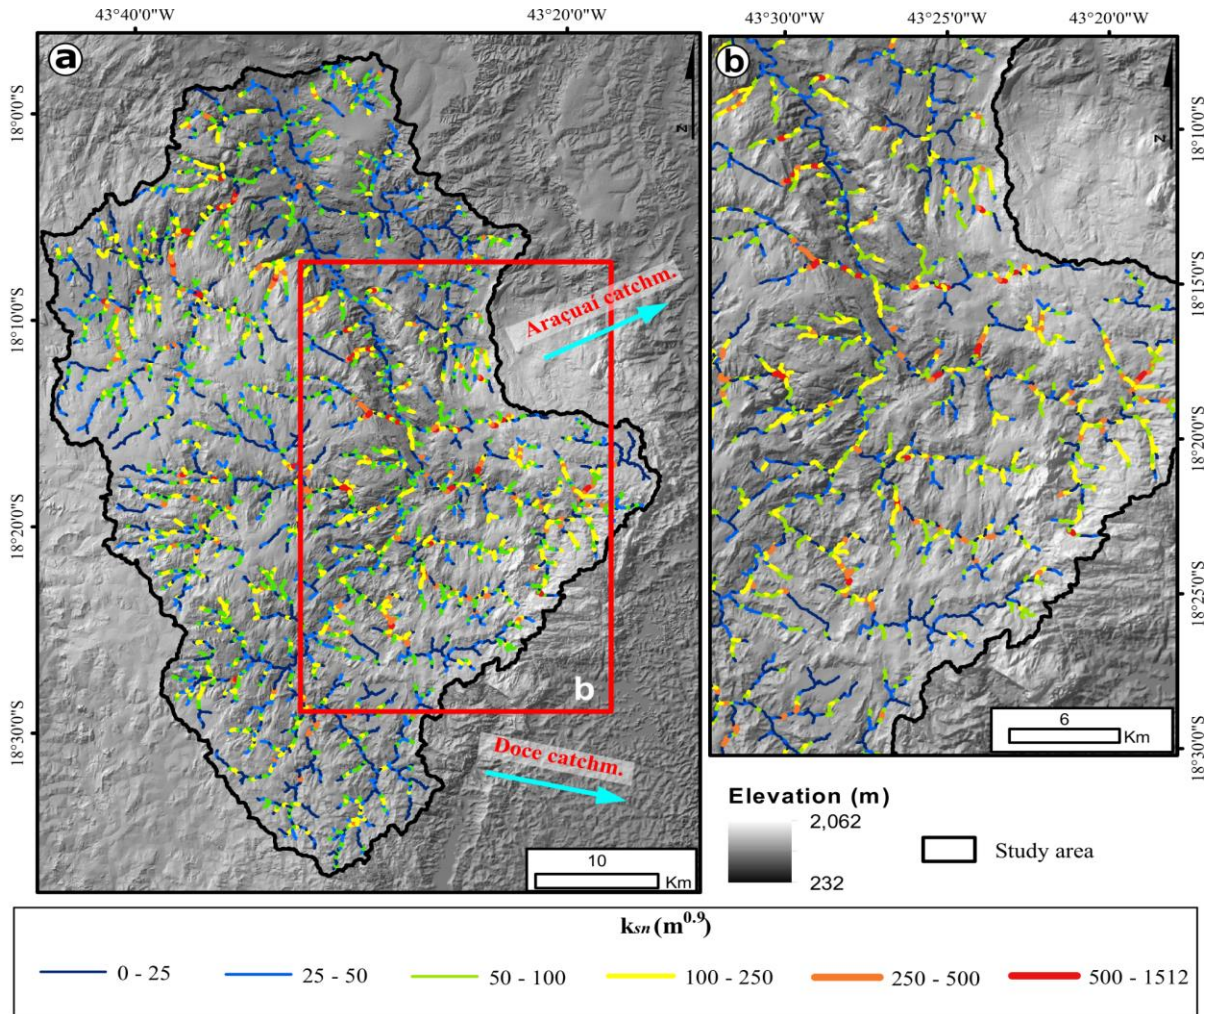 43°40'0"W
43°20'0"W
43°30'0"W
43°25'0"W
43°20'0"W
a
b
z
z
18°0'0"S
18°10'0"S
18°20'0"S
18°30'0"S
18°10'0"S
18°15'0"S
18°20'0"S
18°25'0"S
18°30'0"S
Araçuaí catchm.
b
Doce catchm.
10
Km
6
Km
Elevation (m)
2,062
232
Study area
ksn (m0.9)
0 - 25
25 - 50
50 - 100
100 - 250
250 - 500
500 - 1512